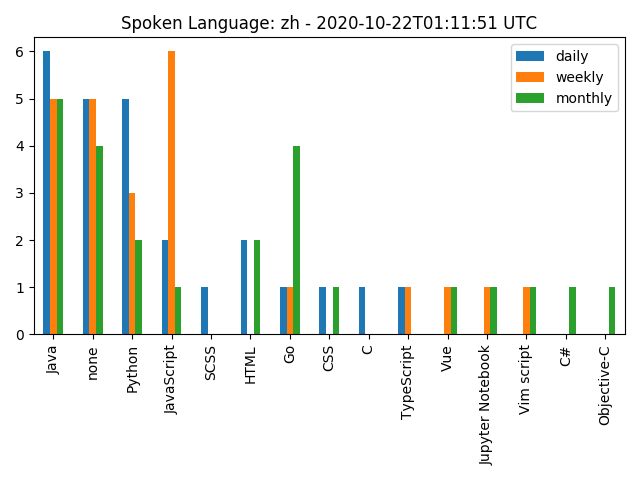 Spoken Language: zh - 2020-10-22T01:11:51 UTC
daily
weekly
monthly
6
5
4
3
2
1
0
Java
none
Python
JavaScript
SCSS
HTML
Go
CSS
C
TypeScript
Vue
Jupyter Notebook
Vim script
C#
Objective-C